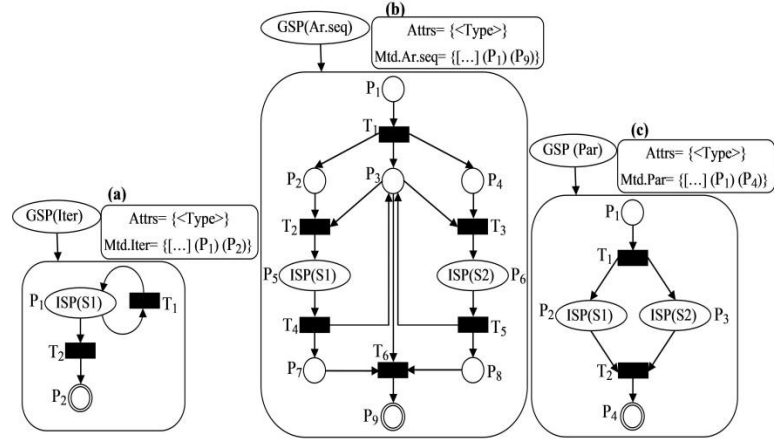 (a)
GSP(Iter)
Attrs= {<Type>}
Mtd.Iter= {[…] (P1) (P2)}
P1
ISP(S1)
T1
T2
P2
(b)
GSP(Ar.seq)
Attrs= {<Type>}
Mtd.Ar.seq= {[…] (P1) (P9)}
P1
T1
P2
P3
P4
T2
T3
P5
ISP(S1)
ISP(S2)
P6
T4
T5
P7
T6
P8
P9
(c)
GSP (Par)
Attrs= {<Type>}
Mtd.Par= {[…] (P1) (P4)}
P1
T1
P2
ISP(S1)
ISP(S2)
P3
T2
P4